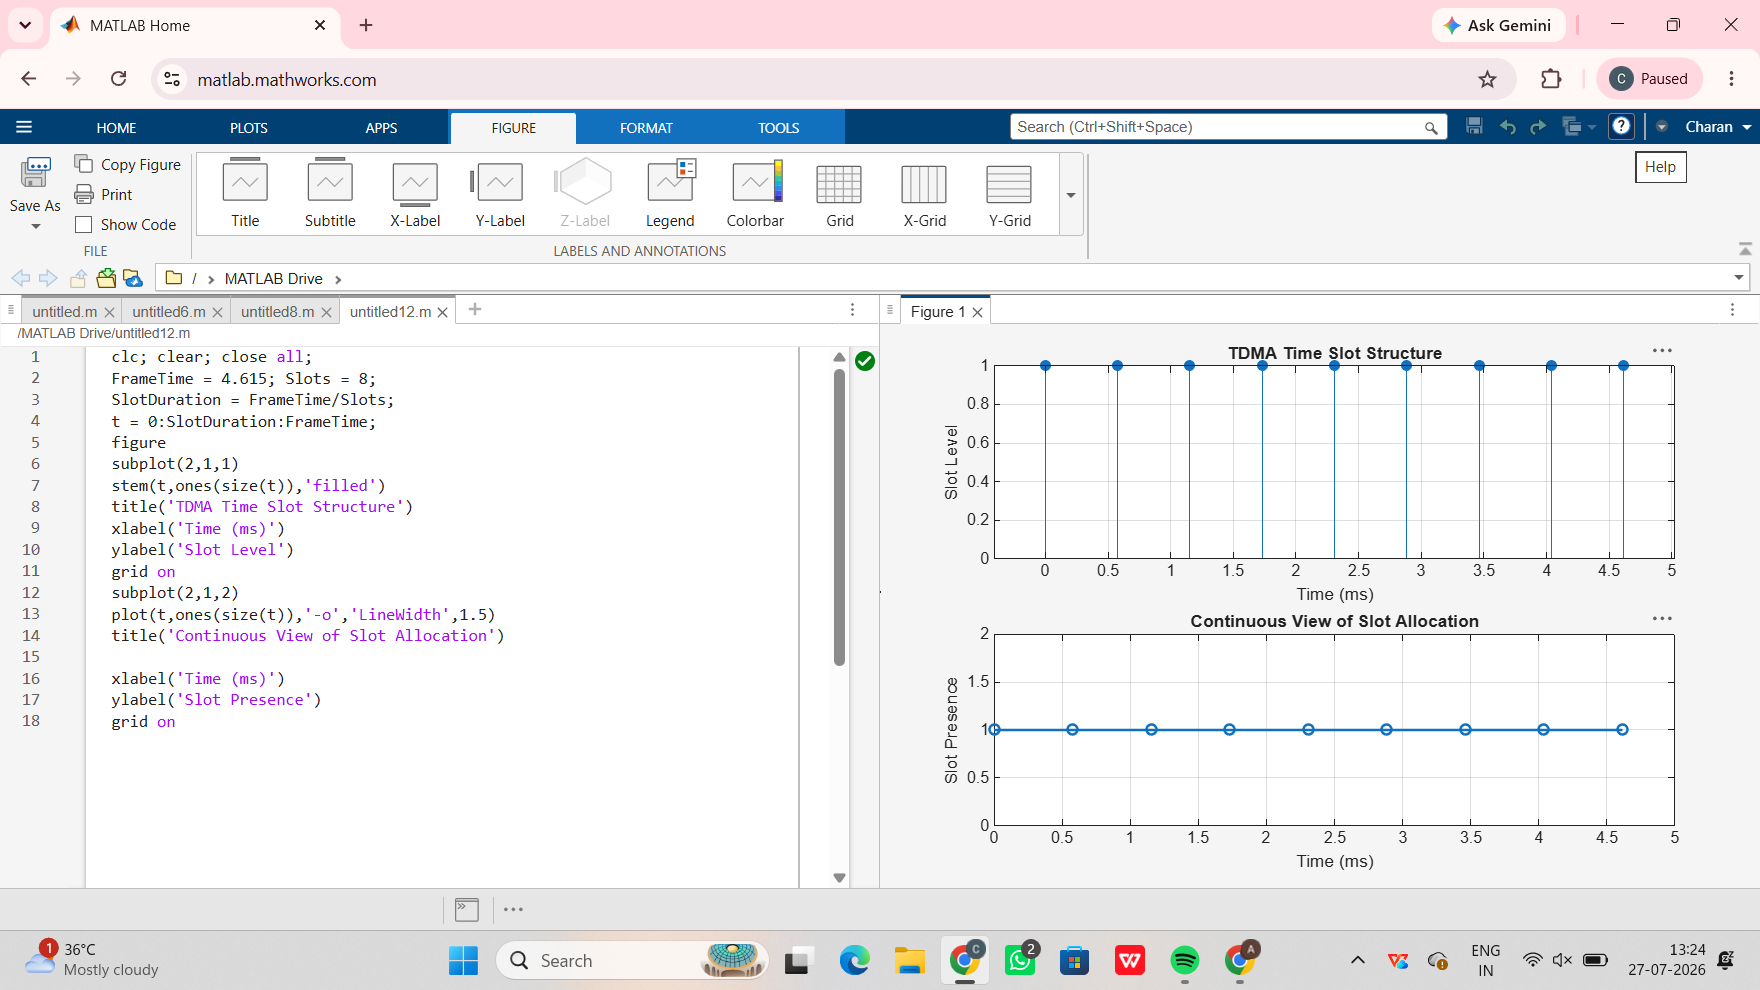 MATLAB Home
Ask Gemini
matlab.mathworks.com
C
Paused
HOME
PLOTS
APPS
FIGURE
FORMAT
TOOLS
Search (Ctrl+Shift+Space)
?
Charan
Save As
Copy Figure
Print
Show Code
FILE
Title
Subtitle
X-Label
Y-Label
Z-Label
Legend
Colorbar
Grid
X-Grid
Y-Grid
LABELS AND ANNOTATIONS
Help
/ › MATLAB Drive ›
untitled.m
untitled6.m
untitled8.m
untitled12.m
/MATLAB Drive/untitled12.m
1 clc; clear; close all;
2 FrameTime = 4.615; Slots = 8;
3 SlotDuration = FrameTime/Slots;
4 t = 0:SlotDuration:FrameTime;
5 figure
6 subplot(2,1,1)
7 stem(t,ones(size(t)),'filled')
8 title('TDMA Time Slot Structure')
9 xlabel('Time (ms)')
10 ylabel('Slot Level')
11 grid on
12 subplot(2,1,2)
13 plot(t,ones(size(t)),'-o','LineWidth',1.5)
14 title('Continuous View of Slot Allocation')
15
16 xlabel('Time (ms)')
17 ylabel('Slot Presence')
18 grid on
Figure 1
TDMA Time Slot Structure
1
0.8
0.6
0.4
0.2
0
Slot Level
0 0.5 1 1.5 2 2.5 3 3.5 4 4.5 5
Time (ms)
Continuous View of Slot Allocation
2
1.5
1
0.5
0
Slot Presence
0 0.5 1 1.5 2 2.5 3 3.5 4 4.5 5
Time (ms)
1
36°C
Mostly cloudy
Search
C
2
W
A
ENG
IN
13:24
27-07-2026